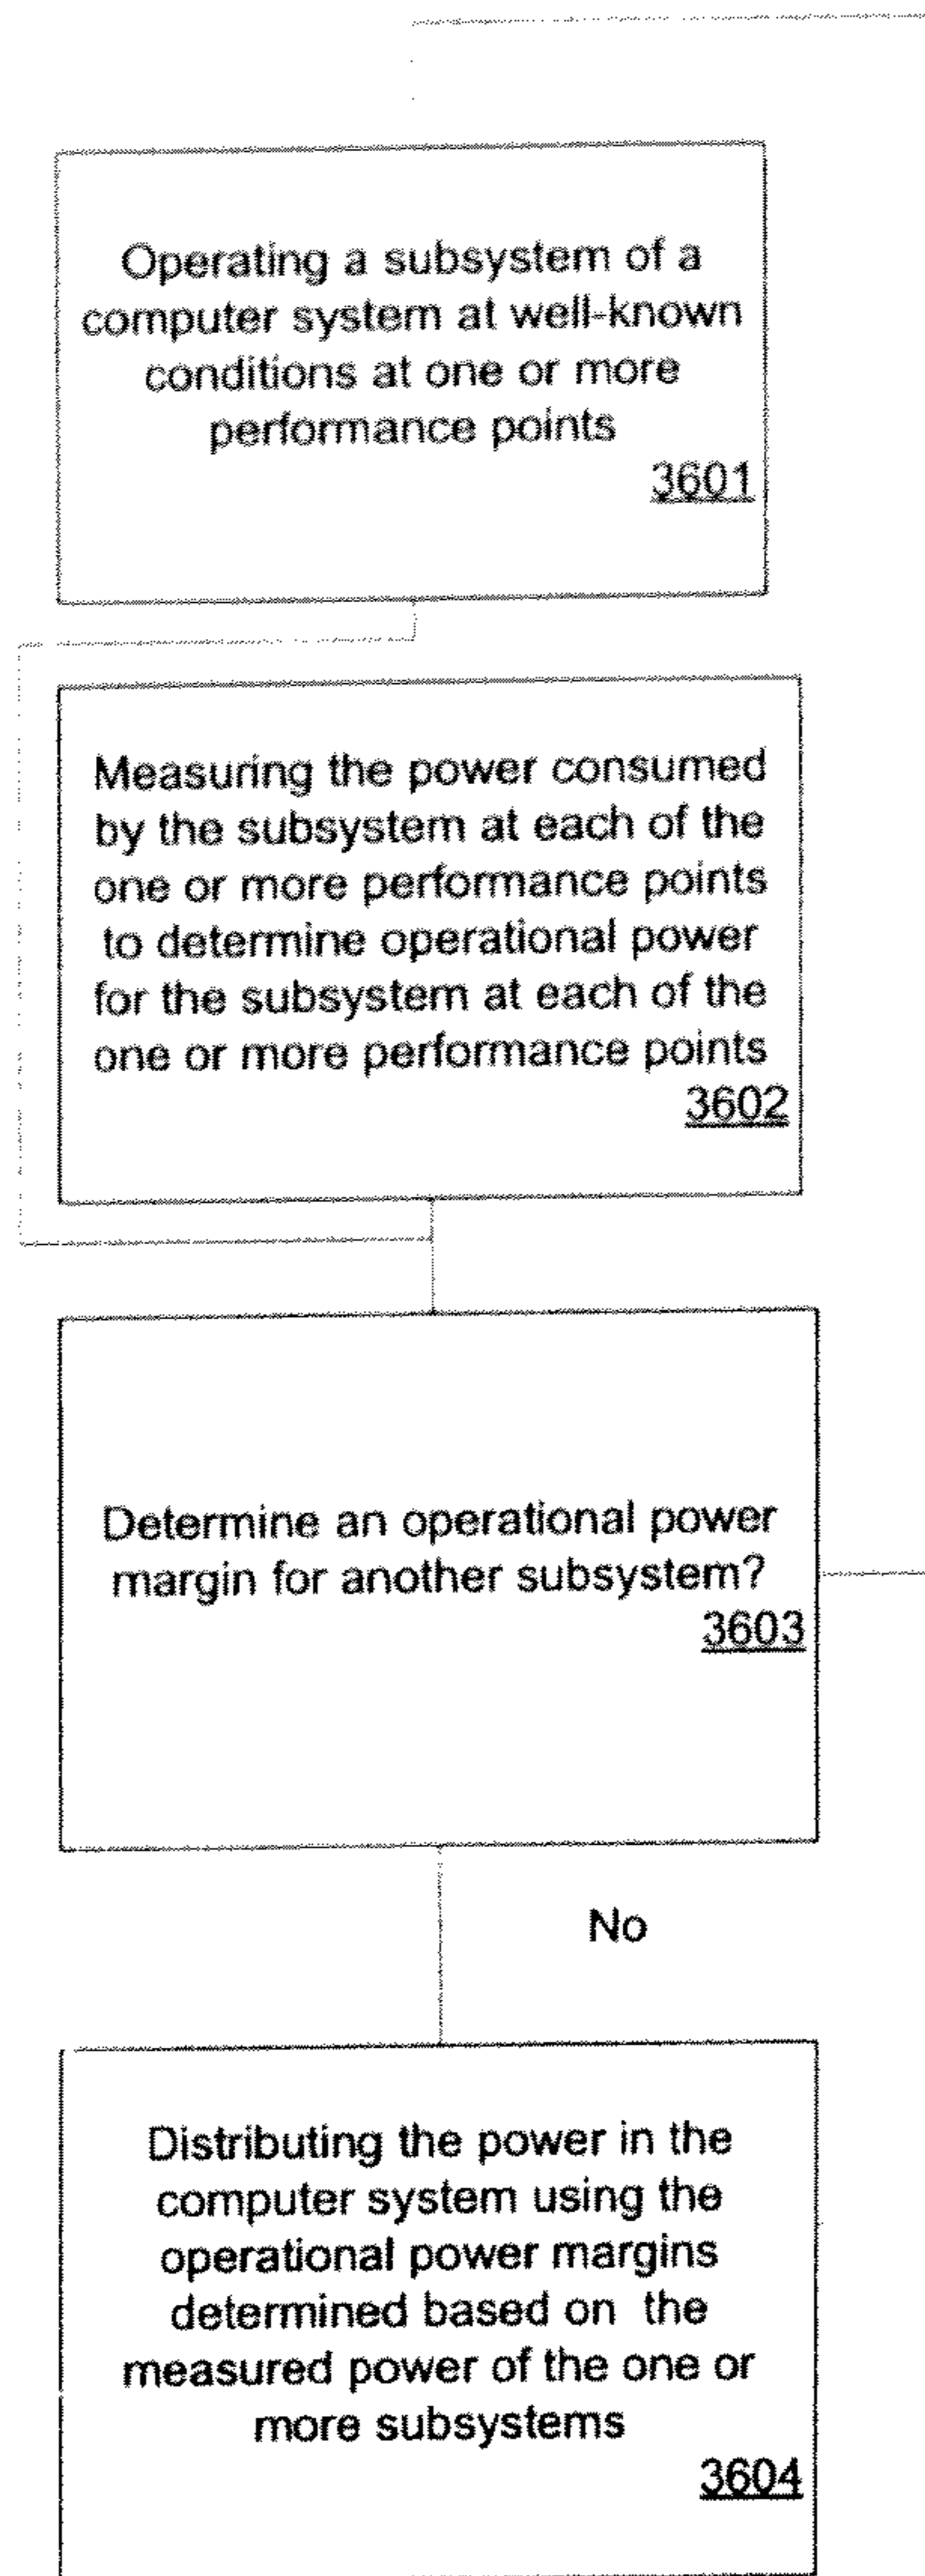 Operating a subsystem of a
computer system at well-known
conditions at one or more
performance points
3601
Measuring the power consumed
by the subsystem at each of the
one or more performance points
to determine operational power
for the subsystem at each of the
one or more performance points
3602
Determine an operational power
margin for another subsystem?
3603
No
Distributing the power in the
computer system using the
operational power margins
determined based on the
measured power of the one or
more subsystems
3604